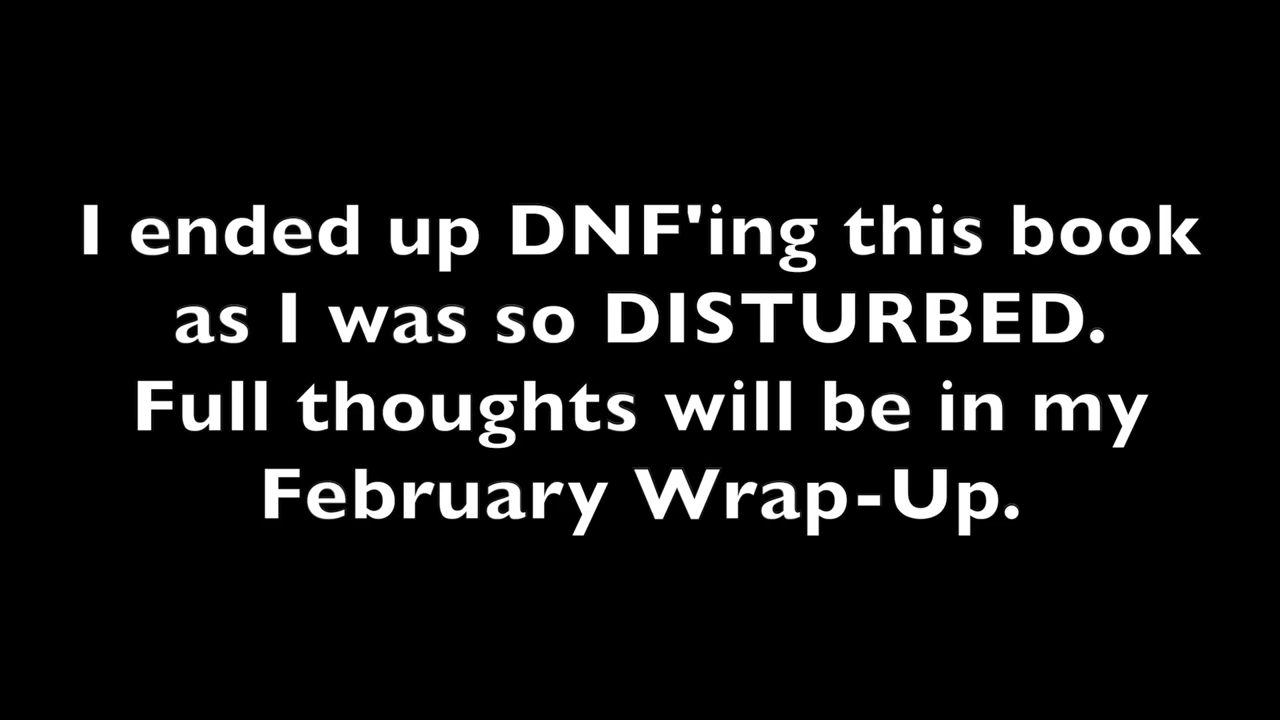 I ended up DNF'ing this book
as I was so DISTURBED.
Full thoughts will be in my
February Wrap-Up.